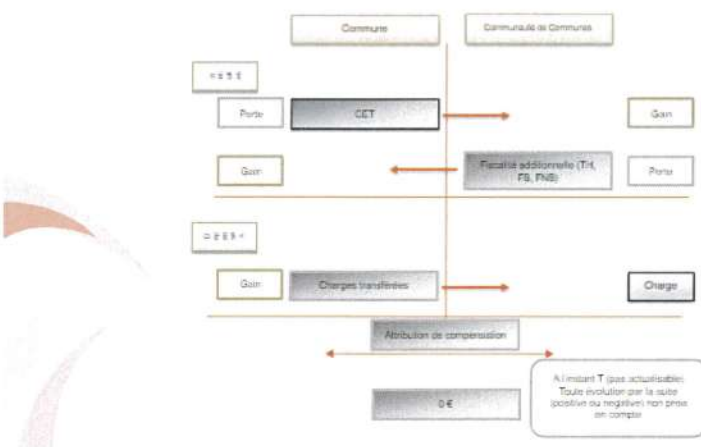 Commune
Communauté de Communes
Perte
CET
Gain
Gain
Fiscalité additionnelle (TH,
FB, FNB)
Perte
Gain
Charges transférées
Charge
Attribution de compensation
0 €
A l'instant T (pas actualisable)
Toute évolution par la suite
(positive ou négative) non prise
en compte